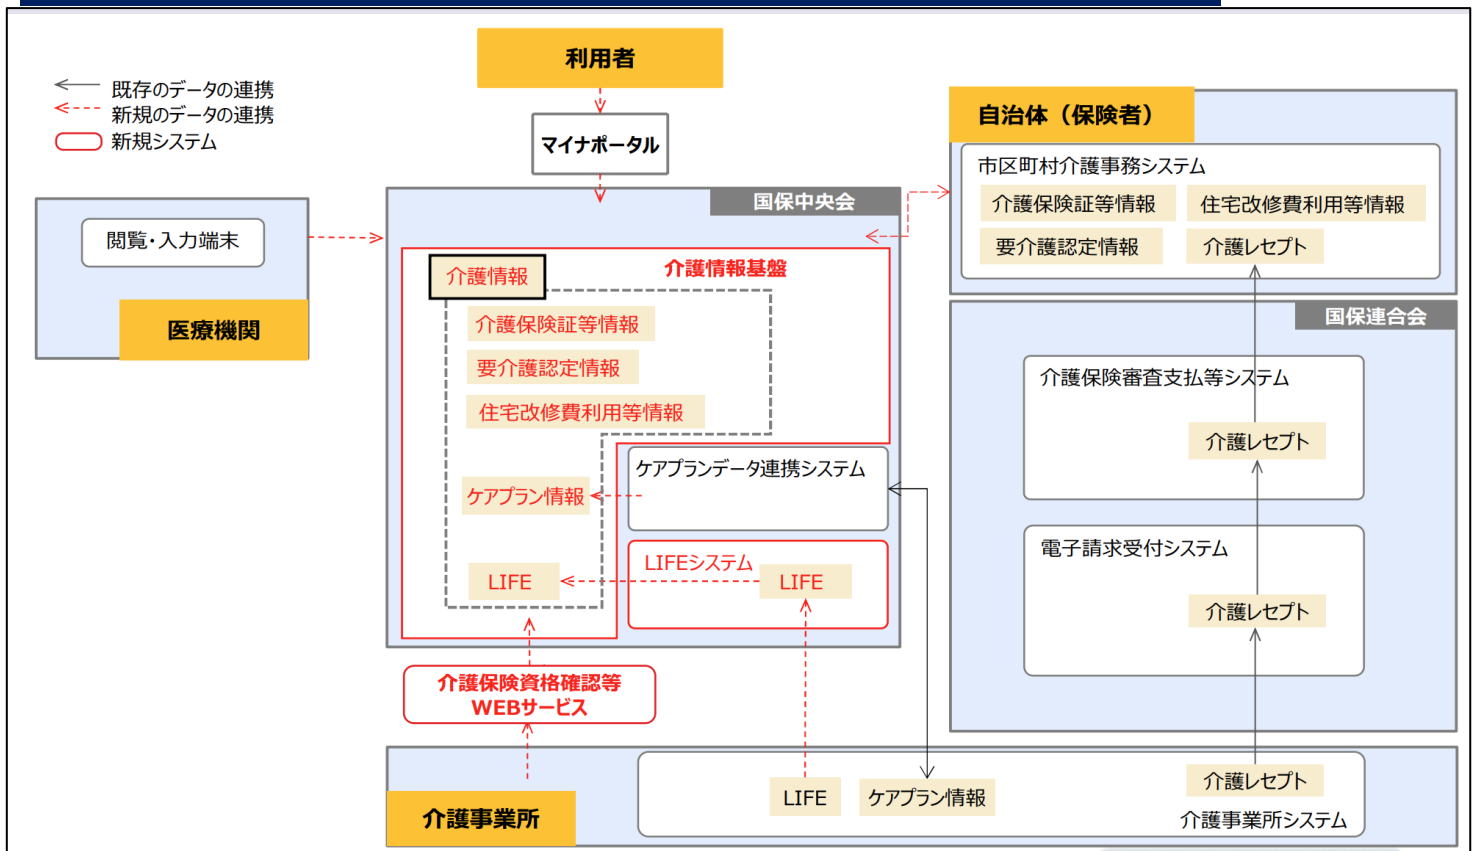 利用者
既存のデータの連携
新規のデータの連携
新規システム
マイナポータル
自治体（保険者）
市区町村介護事務システム
介護保険証等情報
住宅改修費利用等情報
要介護認定情報
介護レセプト
国保中央会
閲覧・入力端末
医療機関
介護情報基盤
介護情報
介護保険証等情報
要介護認定情報
住宅改修費利用等情報
ケアプラン情報
LIFE
ケアプランデータ連携システム
LIFEシステム
LIFE
国保連合会
介護保険審査支払等システム
介護レセプト
電子請求受付システム
介護レセプト
介護保険資格確認等
WEBサービス
介護事業所
LIFE
ケアプラン情報
介護レセプト
介護事業所システム